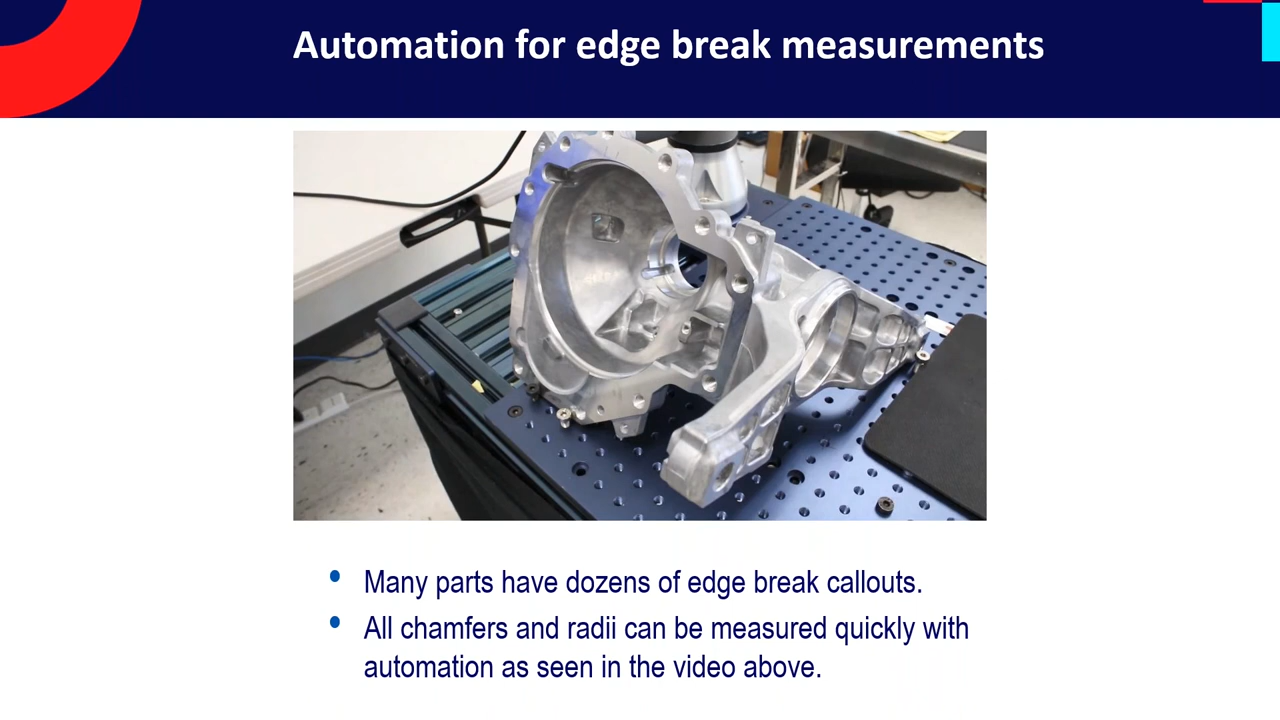 Automation for edge break measurements
Many parts have dozens of edge break callouts.
All chamfers and radii can be measured quickly with
automation as seen in the video above.